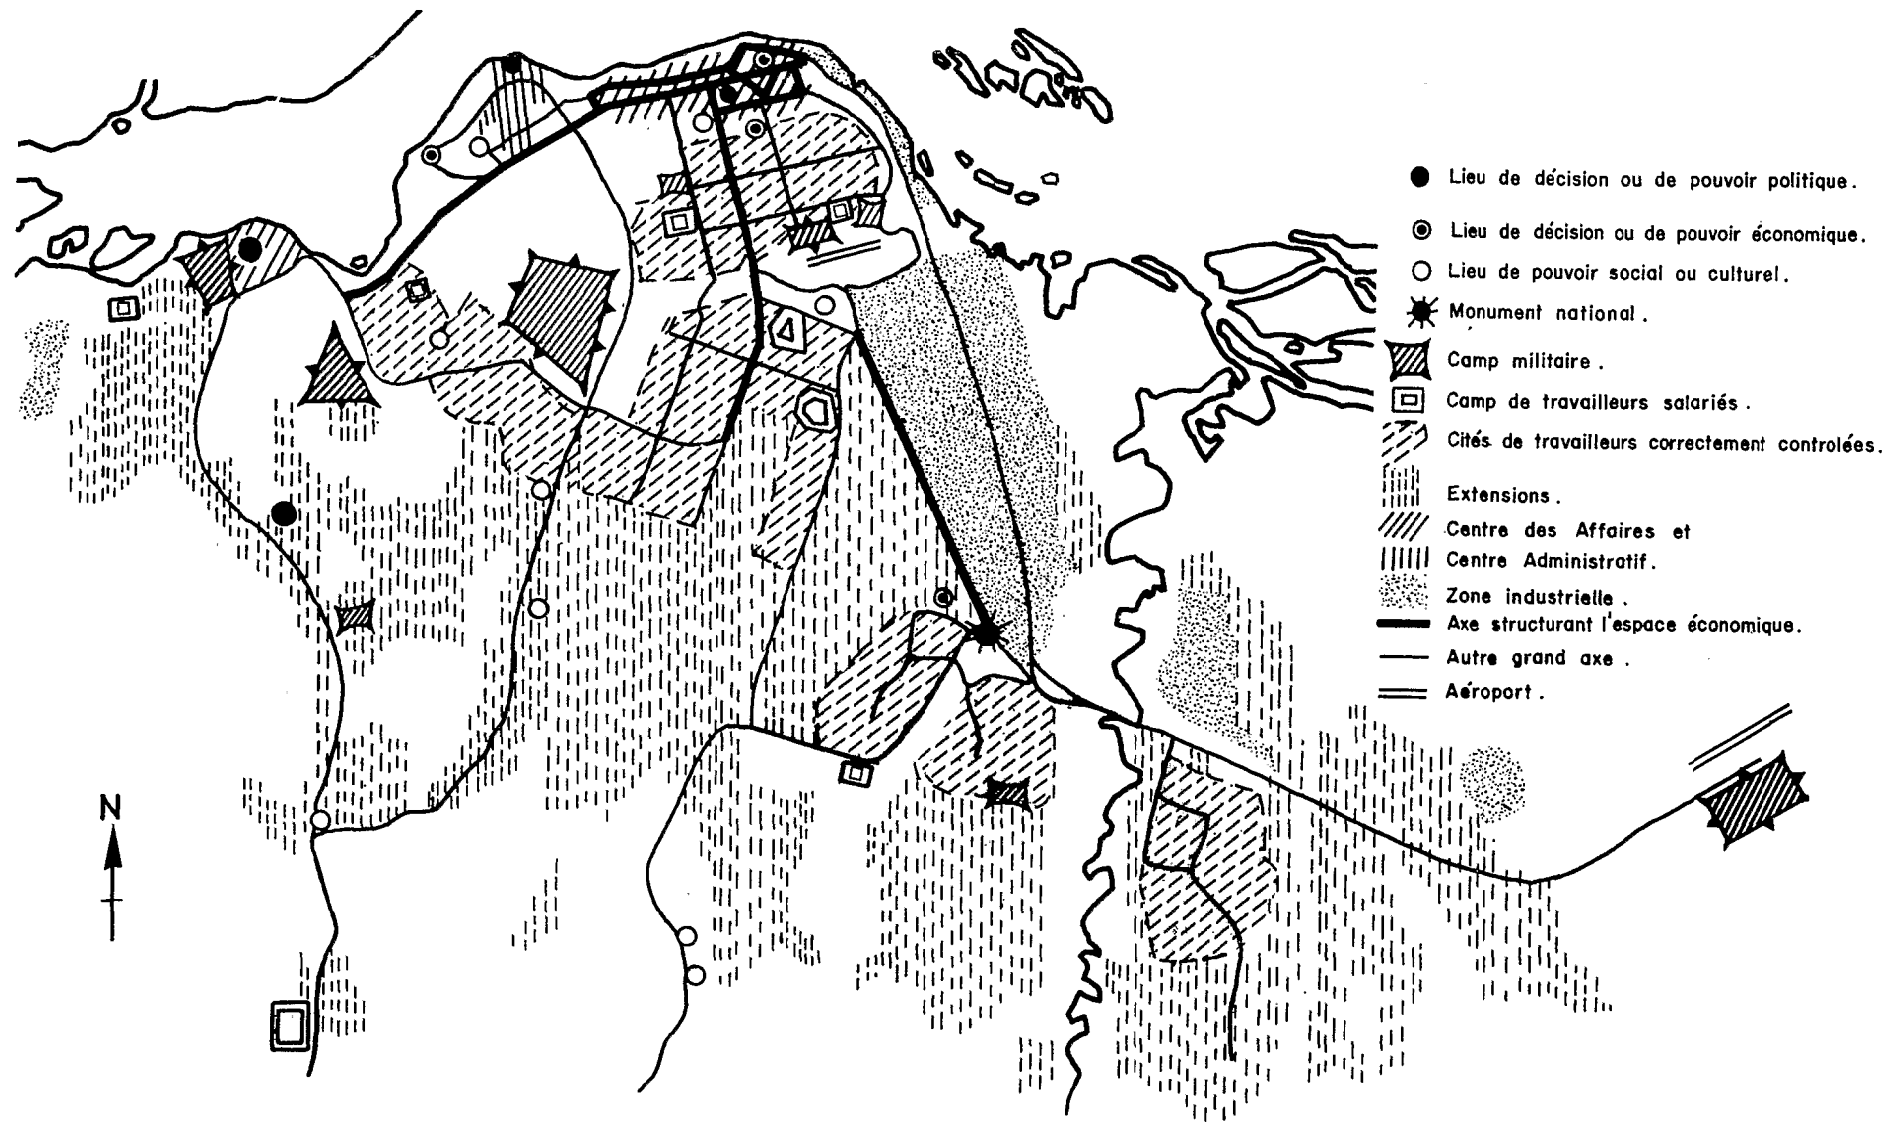 Lieu de décision ou de pouvoir politique.
Lieu de décision ou de pouvoir économique.
Lieu de pouvoir social ou culturel.
Monument national.
Camp militaire.
Camp de travailleurs salariés.
Cités de travailleurs correctement controlées.
Extensions.
Centre des Affaires et
Centre Administratif.
Zone industrielle.
Axe structurant l'espace économique.
Autre grand axe.
Aéroport.
N